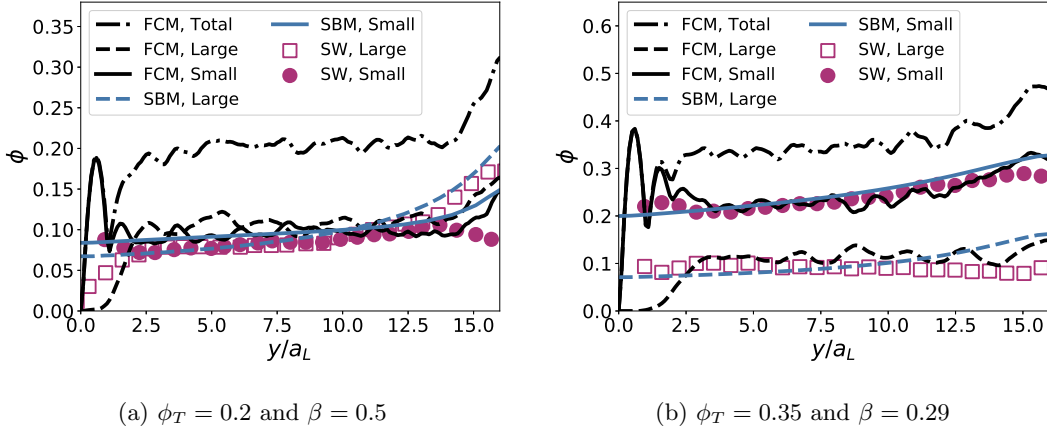 FCM, Total
FCM, Large
FCM, Small
SBM, Large
SBM, Small
SW, Large
SW, Small
0.35
0.30
0.25
0.20
0.15
0.10
0.05
0.00
ϕ
0.0 2.5 5.0 7.5 10.0 12.5 15.0
y/a_L
(a) ϕ_T = 0.2 and β = 0.5
FCM, Total
FCM, Large
FCM, Small
SBM, Large
SBM, Small
SW, Large
SW, Small
0.6
0.5
0.4
0.3
0.2
0.1
0.0
ϕ
0.0 2.5 5.0 7.5 10.0 12.5 15.0
y/a_L
(b) ϕ_T = 0.35 and β = 0.29